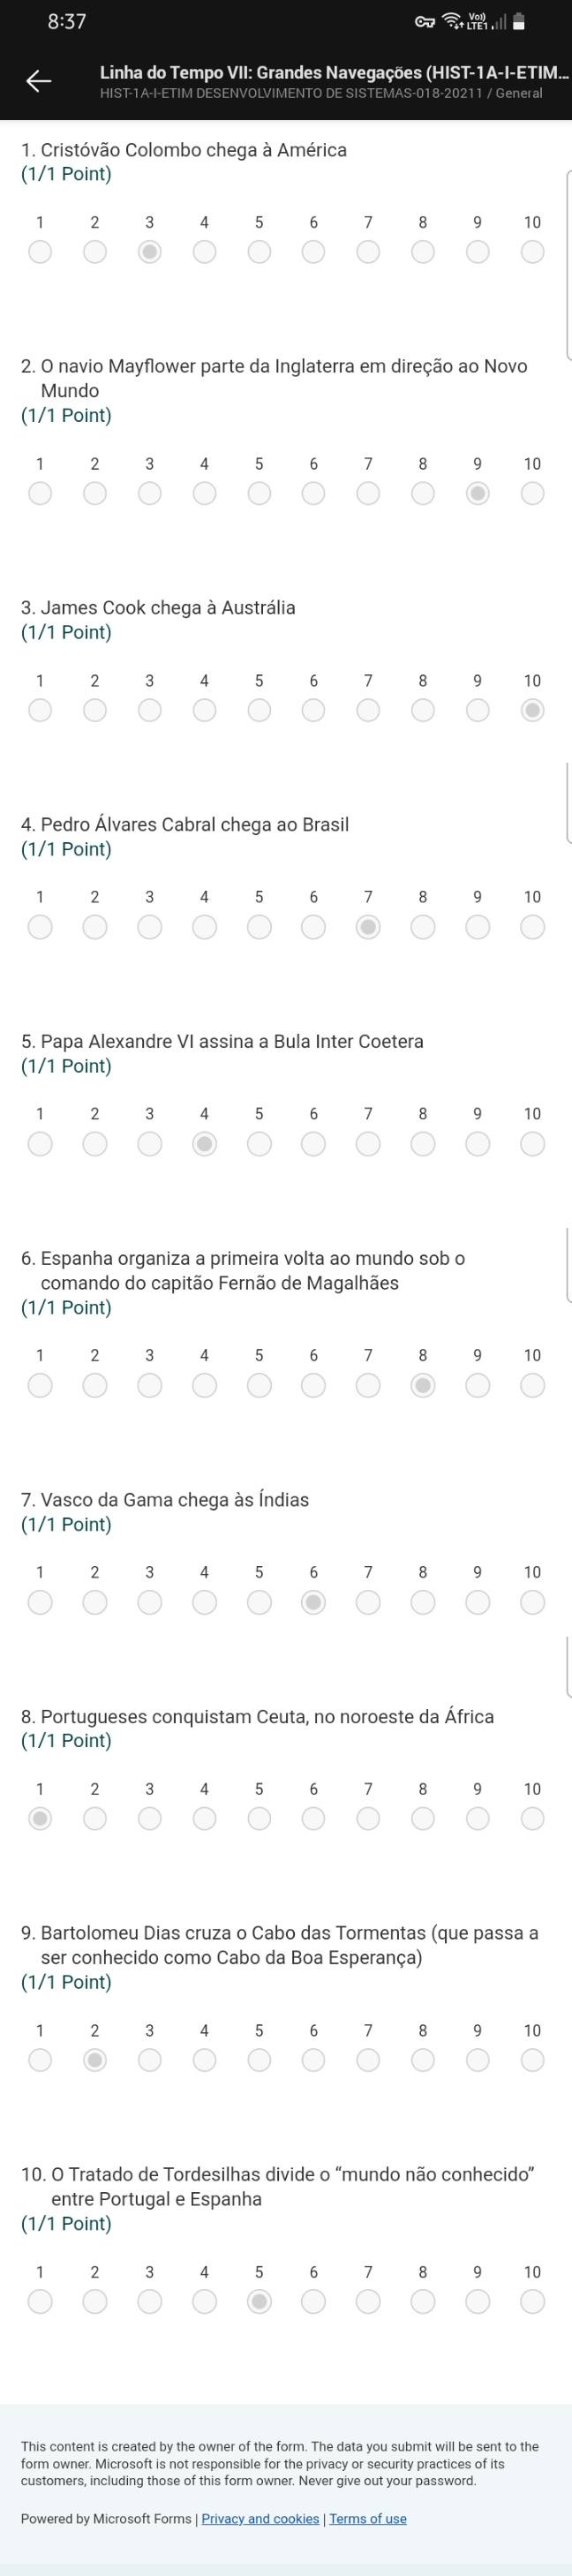 8:37
Vo)) LTE1
Linha do Tempo VII: Grandes Navegações (HIST-1A-I-ETIM...
HIST-1A-I-ETIM DESENVOLVIMENTO DE SISTEMAS-018-20211 / General
1. Cristóvão Colombo chega à América
(1/1 Point)
1 2 3 4 5 6 7 8 9 10
2. O navio Mayflower parte da Inglaterra em direção ao Novo
Mundo
(1/1 Point)
1 2 3 4 5 6 7 8 9 10
3. James Cook chega à Austrália
(1/1 Point)
1 2 3 4 5 6 7 8 9 10
4. Pedro Álvares Cabral chega ao Brasil
(1/1 Point)
1 2 3 4 5 6 7 8 9 10
5. Papa Alexandre VI assina a Bula Inter Coetera
(1/1 Point)
1 2 3 4 5 6 7 8 9 10
6. Espanha organiza a primeira volta ao mundo sob o
comando do capitão Fernão de Magalhães
(1/1 Point)
1 2 3 4 5 6 7 8 9 10
7. Vasco da Gama chega às Índias
(1/1 Point)
1 2 3 4 5 6 7 8 9 10
8. Portugueses conquistam Ceuta, no noroeste da África
(1/1 Point)
1 2 3 4 5 6 7 8 9 10
9. Bartolomeu Dias cruza o Cabo das Tormentas (que passa a
ser conhecido como Cabo da Boa Esperança)
(1/1 Point)
1 2 3 4 5 6 7 8 9 10
10. O Tratado de Tordesilhas divide o “mundo não conhecido”
entre Portugal e Espanha
(1/1 Point)
1 2 3 4 5 6 7 8 9 10
This content is created by the owner of the form. The data you submit will be sent to the
form owner. Microsoft is not responsible for the privacy or security practices of its
customers, including those of this form owner. Never give out your password.
Powered by Microsoft Forms | Privacy and cookies | Terms of use